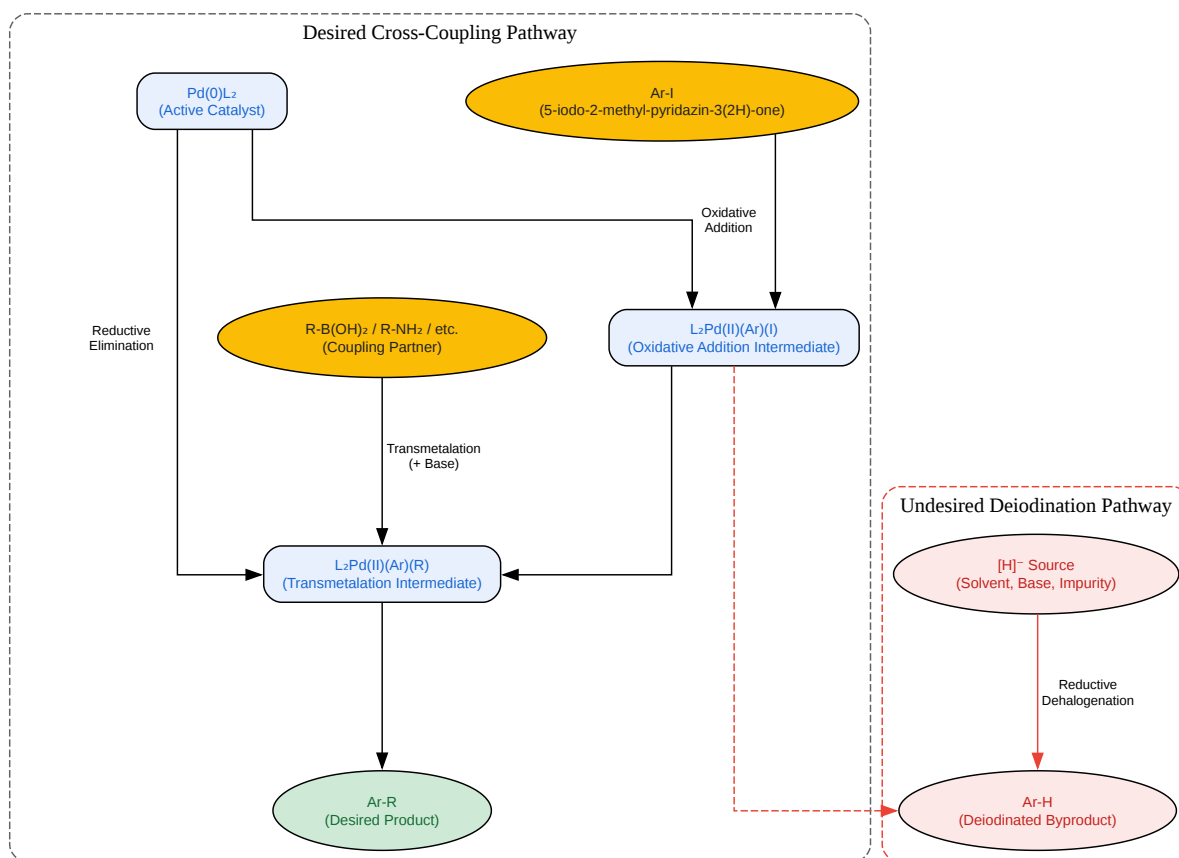 Desired Cross-Coupling Pathway
Pd(0)L₂
(Active Catalyst)
Ar-I
(5-iodo-2-methyl-pyridazin-3(2H)-one)
Oxidative
Addition
Reductive
Elimination
R-B(OH)₂ / R-NH₂ / etc.
(Coupling Partner)
L₂Pd(II)(Ar)(I)
(Oxidative Addition Intermediate)
Transmetalation
(+ Base)
Undesired Deiodination Pathway
L₂Pd(II)(Ar)(R)
(Transmetalation Intermediate)
[H]⁻ Source
(Solvent, Base, Impurity)
Reductive
Dehalogenation
Ar-R
(Desired Product)
Ar-H
(Deiodinated Byproduct)